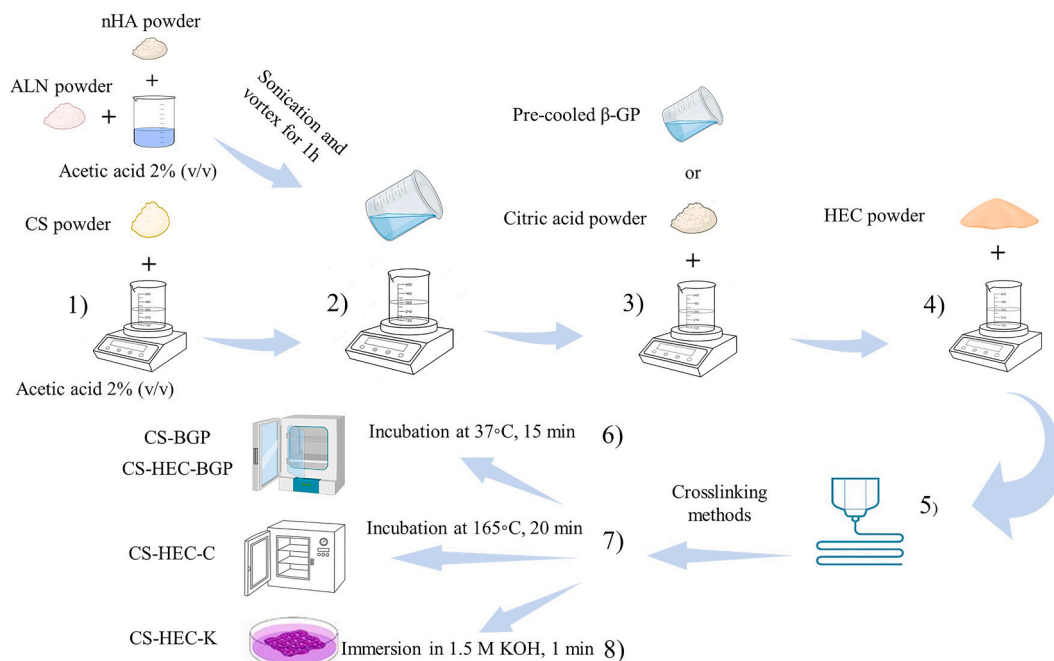 nHA powder
+
ALN powder
+
Acetic acid 2% (v/v)
Sonication and
vortex for 1h
CS powder
+
1)
Acetic acid 2% (v/v)
2)
Pre-cooled β-GP
or
Citric acid powder
+
3)
HEC powder
+
4)
5)
Crosslinking
methods
CS-BGP
CS-HEC-BGP
Incubation at 37◦C, 15 min
6)
CS-HEC-C
Incubation at 165◦C, 20 min
7)
CS-HEC-K
Immersion in 1.5 M KOH, 1 min
8)